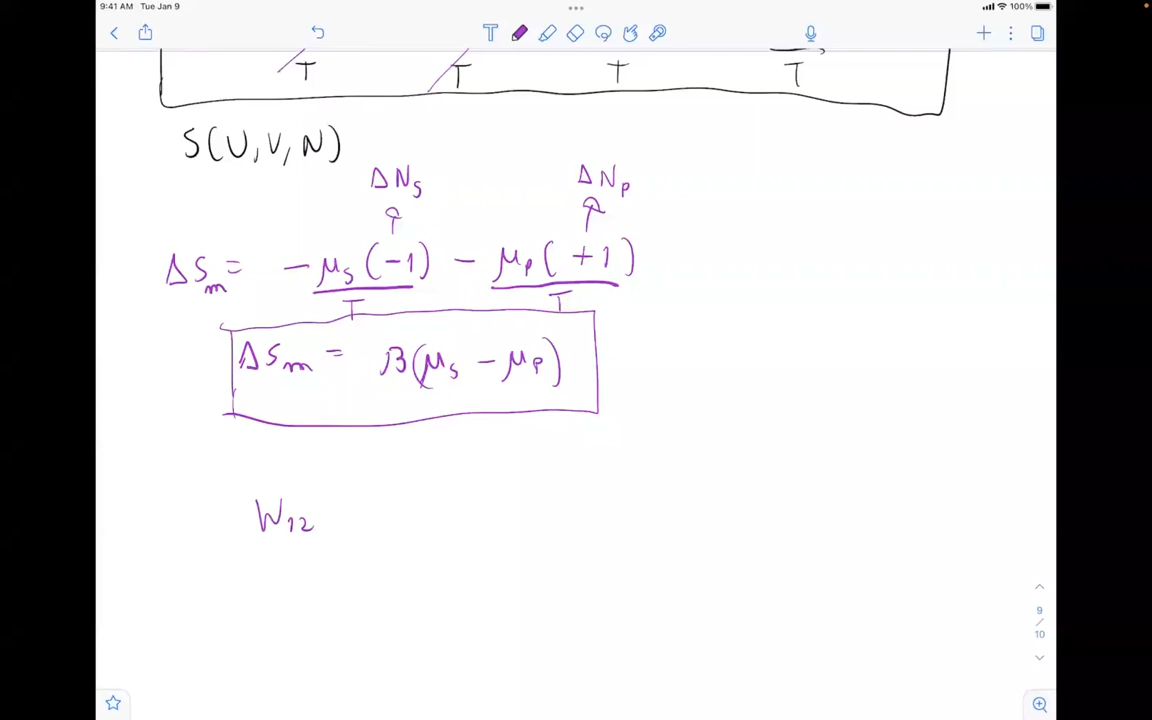 9:41 AM Tue Jan 9
100%
T T T T
S(U, V, N)
ΔN_S ΔN_P
ΔS_m = -μ_S(-1) - μ_P(+1)
T T
ΔS_m = β(μ_S - μ_P)
W_12
9
/
10